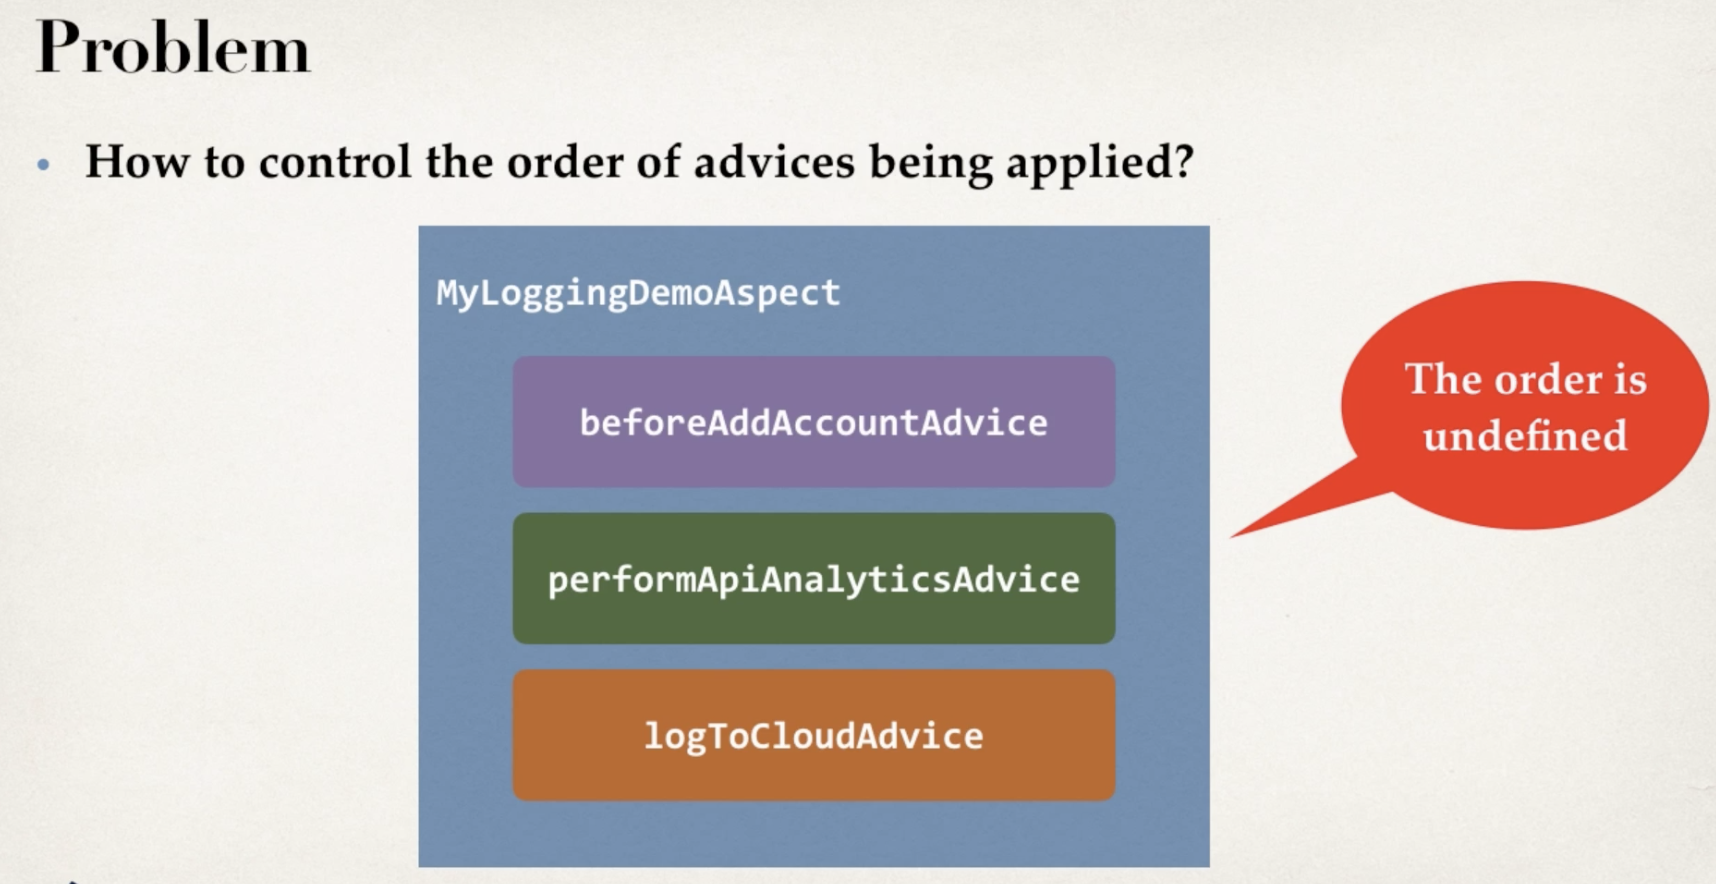 Problem
• How to control the order of advices being applied?
MyLoggingDemoAspect
beforeAddAccountAdvice
performApiAnalyticsAdvice
logToCloudAdvice
The order is
undefined